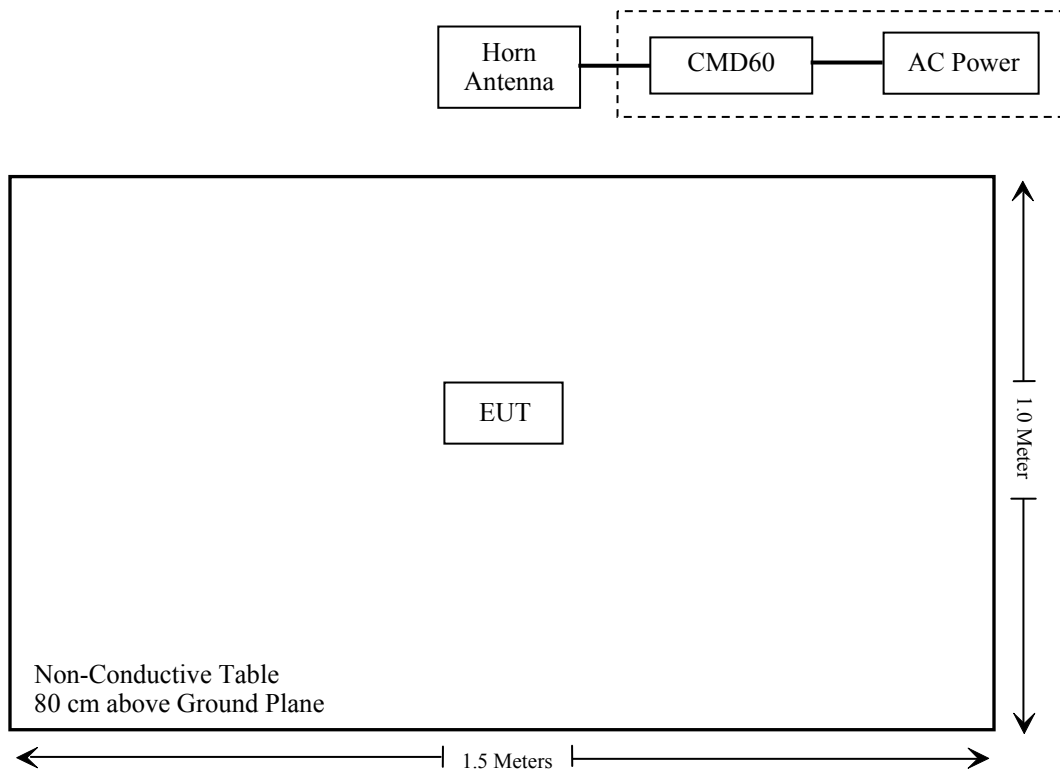 Horn
Antenna
CMD60
AC Power
EUT
1.0 Meter
Non-Conductive Table
80 cm above Ground Plane
1.5 Meters